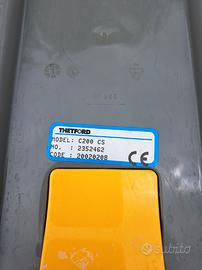 THETFORD
MODEL: C200 CS
NO. : 2352462
CODE : 20020208
CE
subito